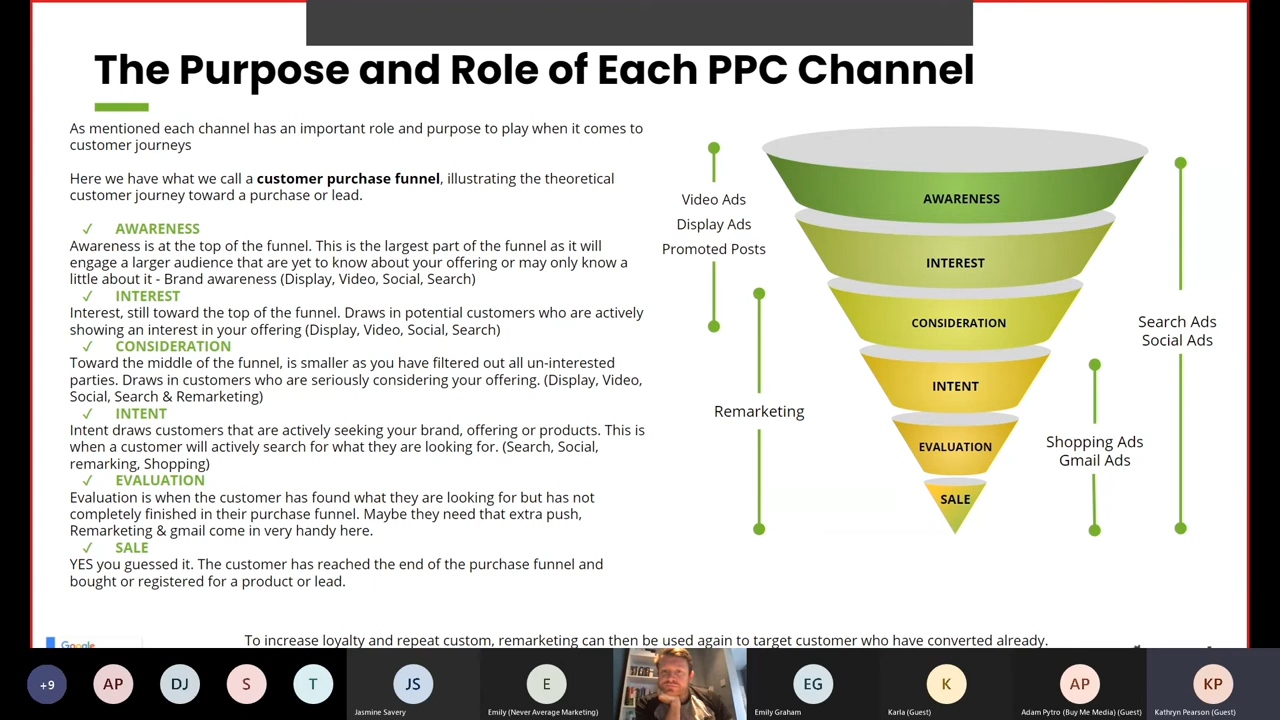 The Purpose and Role of Each PPC Channel
As mentioned each channel has an important role and purpose to play when it comes to
customer journeys
Here we have what we call a customer purchase funnel, illustrating the theoretical
customer journey toward a purchase or lead.
✓ AWARENESS
Awareness is at the top of the funnel. This is the largest part of the funnel as it will
engage a larger audience that are yet to know about your offering or may only know a
little about it - Brand awareness (Display, Video, Social, Search)
✓ INTEREST
Interest, still toward the top of the funnel. Draws in potential customers who are actively
showing an interest in your offering (Display, Video, Social, Search)
✓ CONSIDERATION
Toward the middle of the funnel, is smaller as you have filtered out all un-interested
parties. Draws in customers who are seriously considering your offering. (Display, Video,
Social, Search & Remarketing)
✓ INTENT
Intent draws customers that are actively seeking your brand, offering or products. This is
when a customer will actively search for what they are looking for. (Search, Social,
remarking, Shopping)
✓ EVALUATION
Evaluation is when the customer has found what they are looking for but has not
completely finished in their purchase funnel. Maybe they need that extra push,
Remarketing & gmail come in very handy here.
✓ SALE
YES you guessed it. The customer has reached the end of the purchase funnel and
bought or registered for a product or lead.
Video Ads
Display Ads
Promoted Posts
Remarketing
AWARENESS
INTEREST
CONSIDERATION
INTENT
EVALUATION
SALE
Search Ads
Social Ads
Shopping Ads
Gmail Ads
Google
To increase loyalty and repeat custom, remarketing can then be used again to target customer who have converted already.
+9
AP
DJ
S
T
JS
Jasmine Savery
E
Emily (Never Average Marketing)
EG
Emily Graham
K
Karla (Guest)
AP
Adam Pytro (Buy Me Media) (Guest)
KP
Kathryn Pearson (Guest)